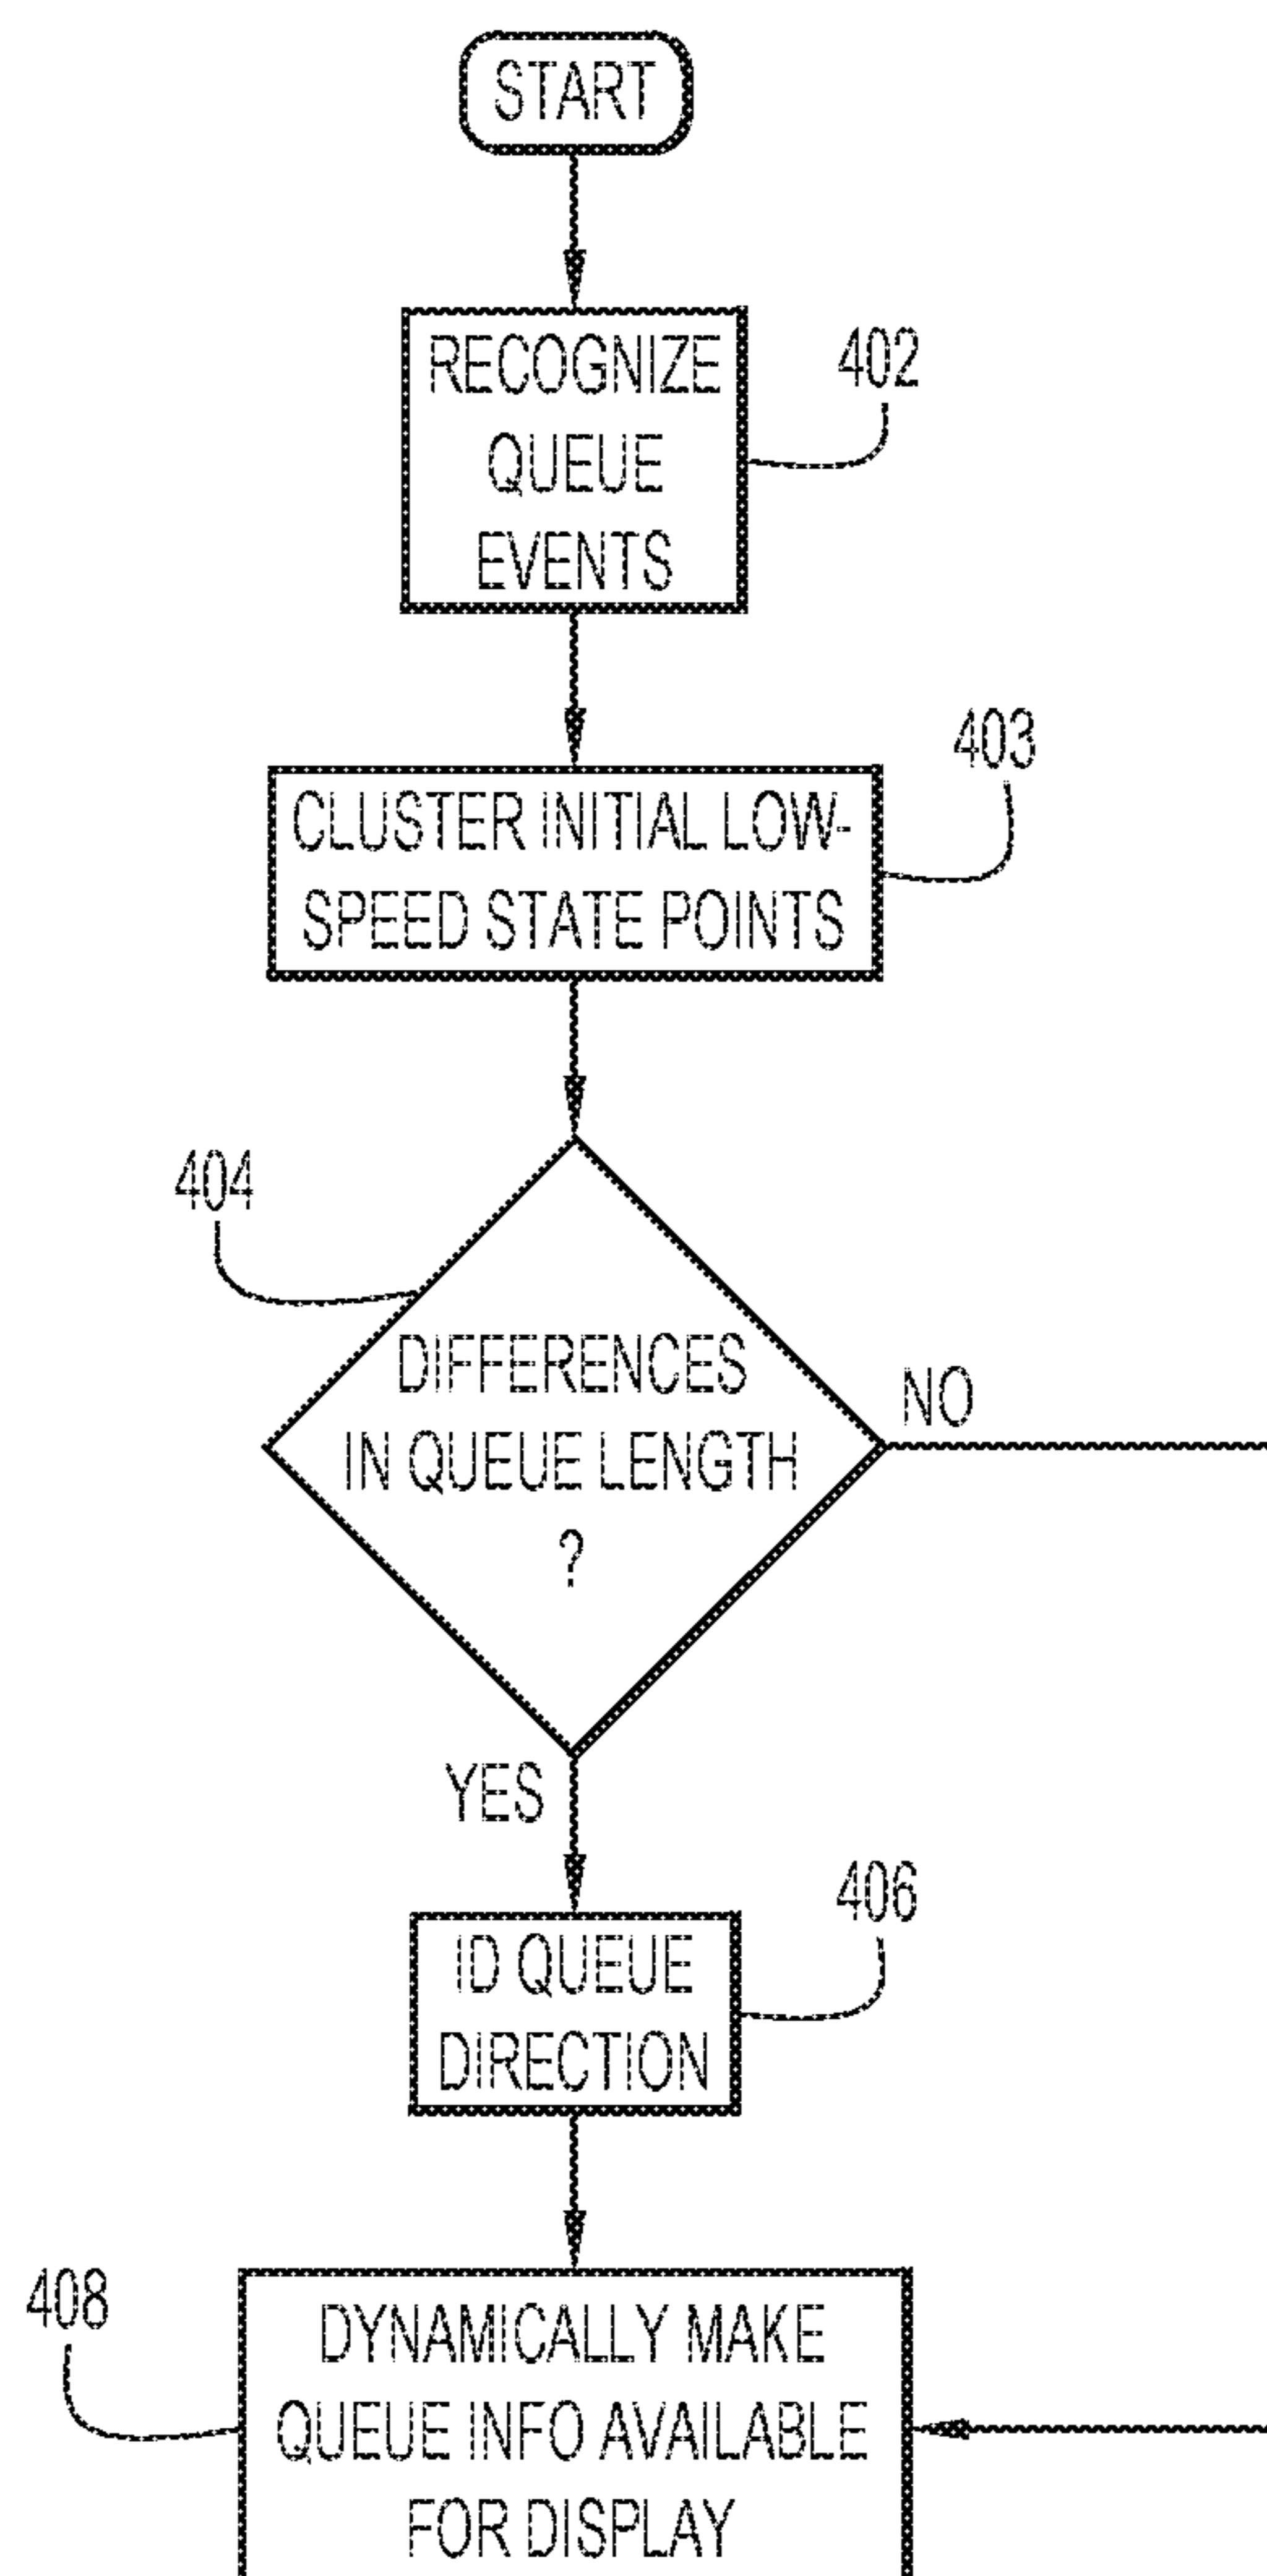 START
RECOGNIZE
QUEUE
EVENTS
402
403
CLUSTER INITIAL LOW-
SPEED STATE POINTS
404
DIFFERENCES
IN QUEUE LENGTH
?
NO
YES
406
ID QUEUE
DIRECTION
408
DYNAMICALLY MAKE
QUEUE INFO AVAILABLE
FOR DISPLAY